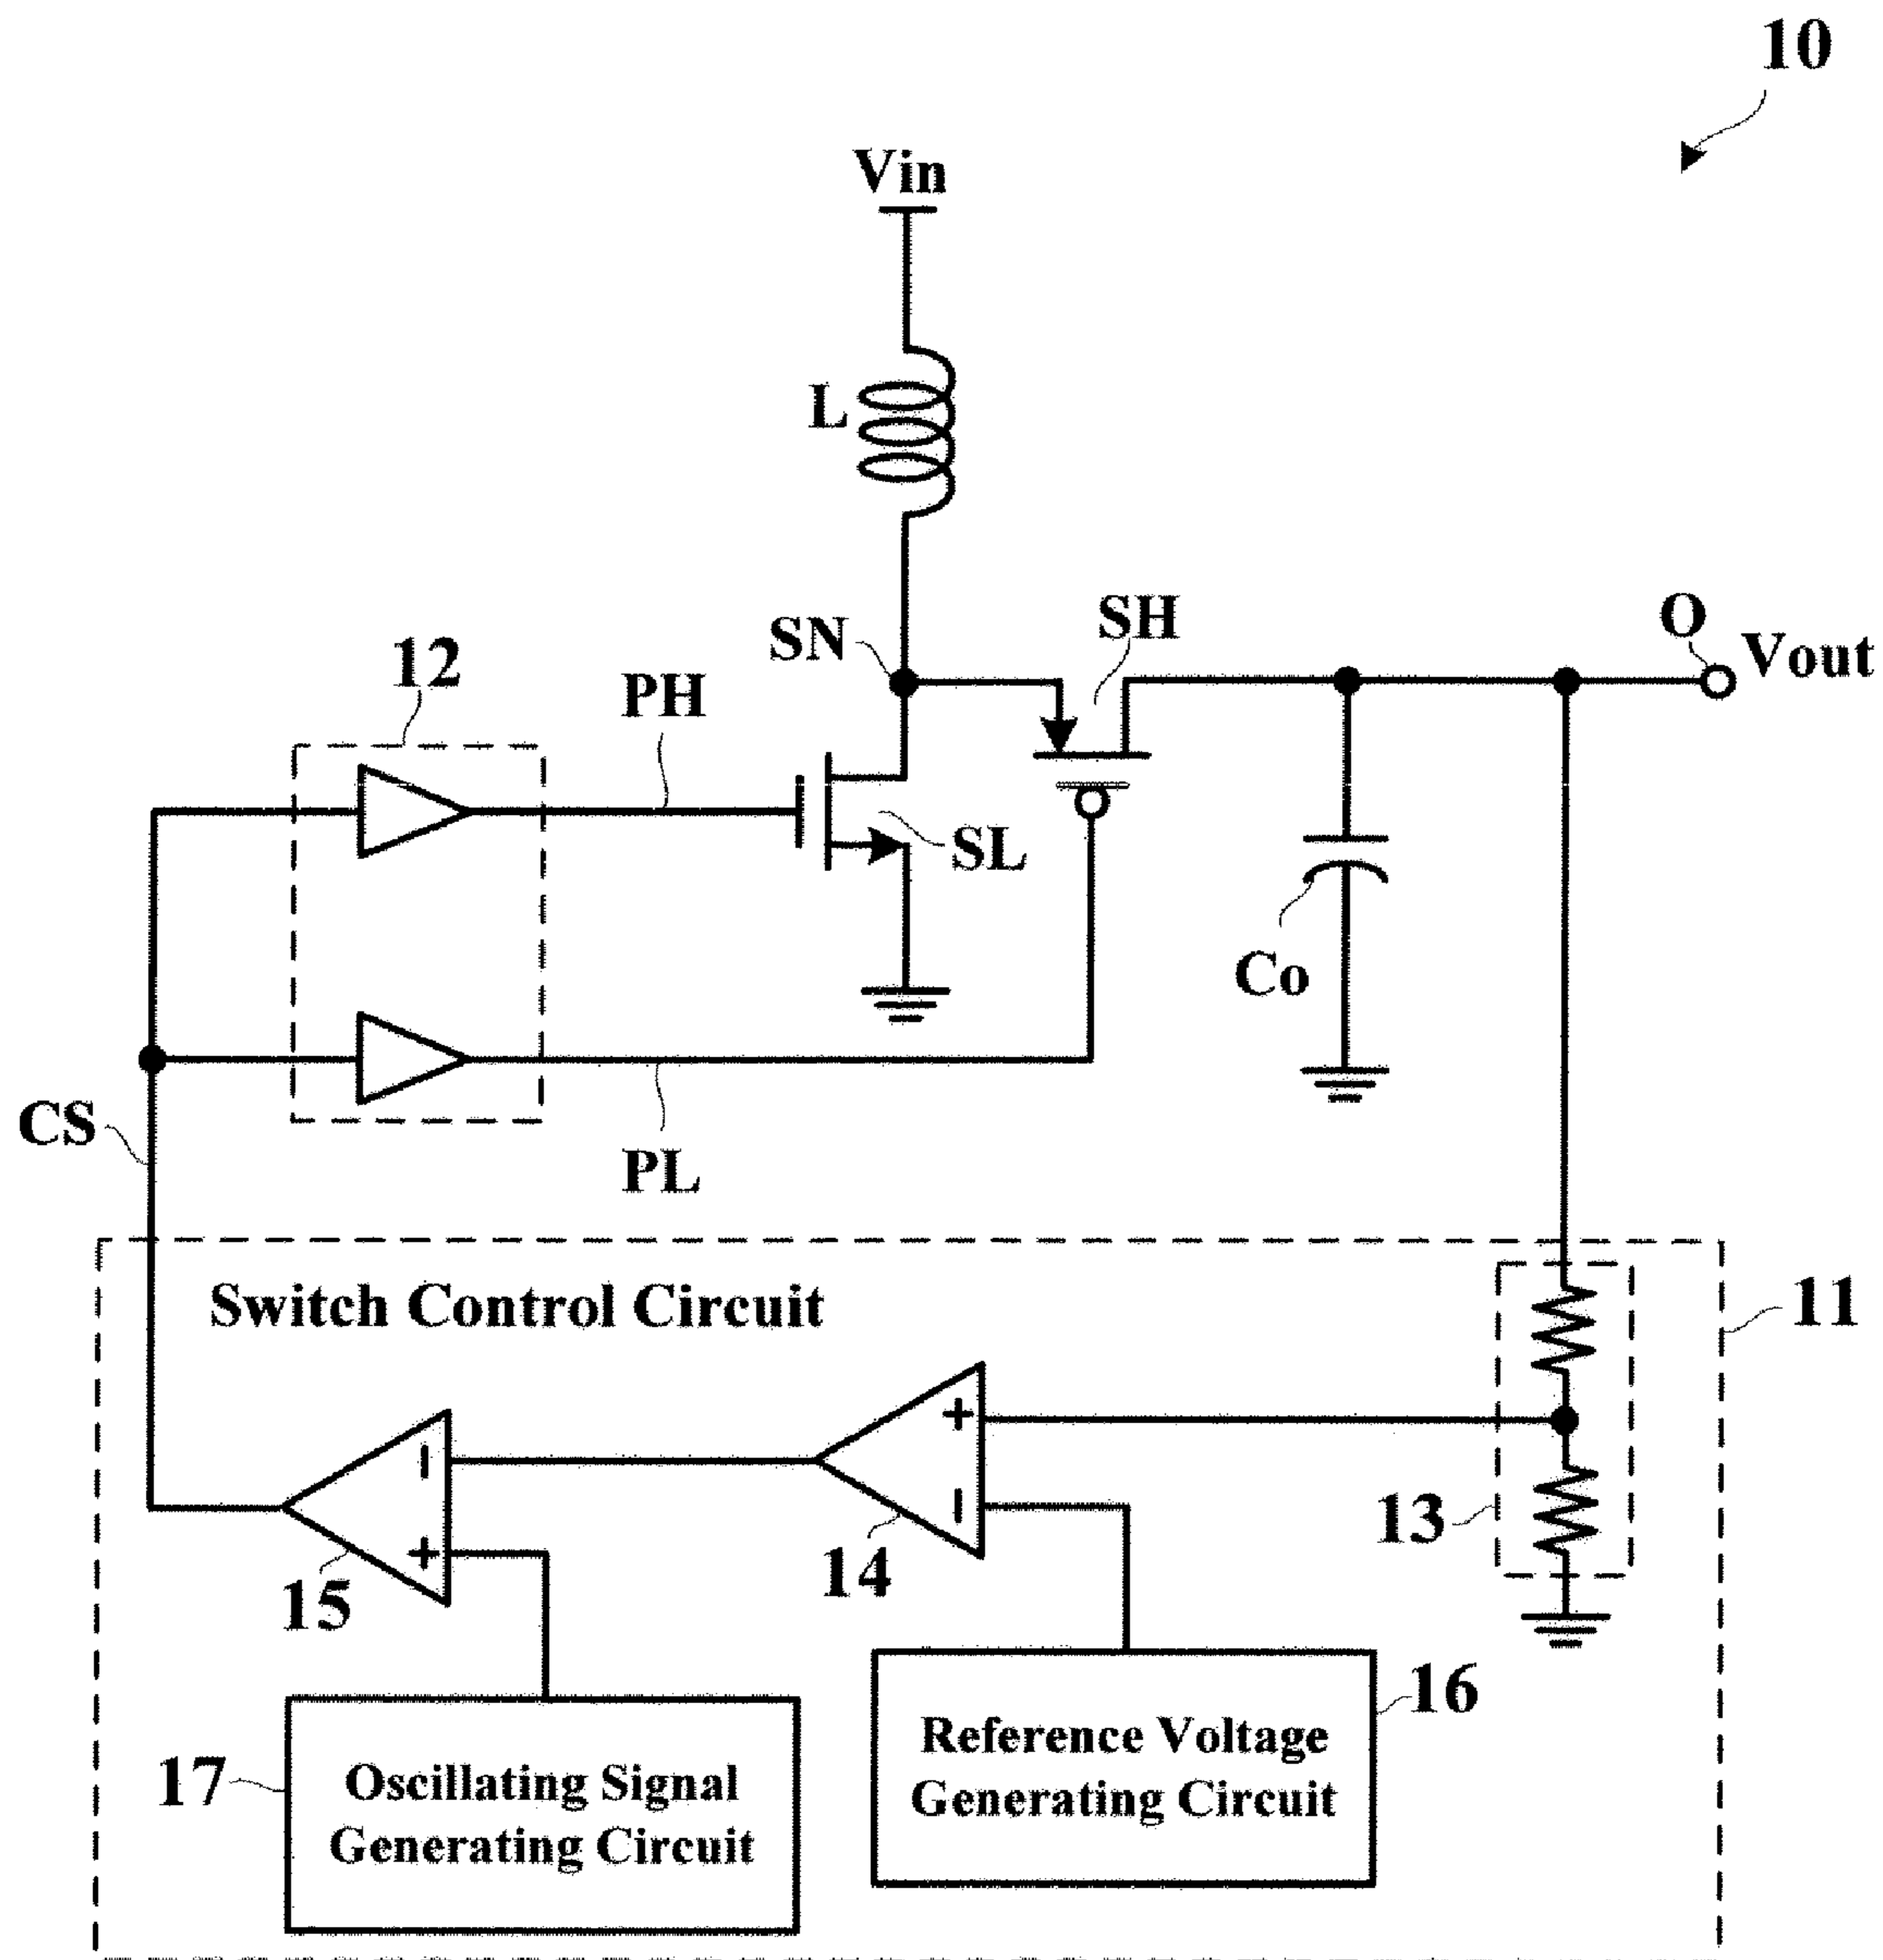 10
Vin
L
SN
SH
O
Vout
12
PH
SL
Co
CS
PL
Switch Control Circuit
11
+
−
−
+
13
14
15
16
Reference Voltage
Generating Circuit
17
Oscillating Signal
Generating Circuit